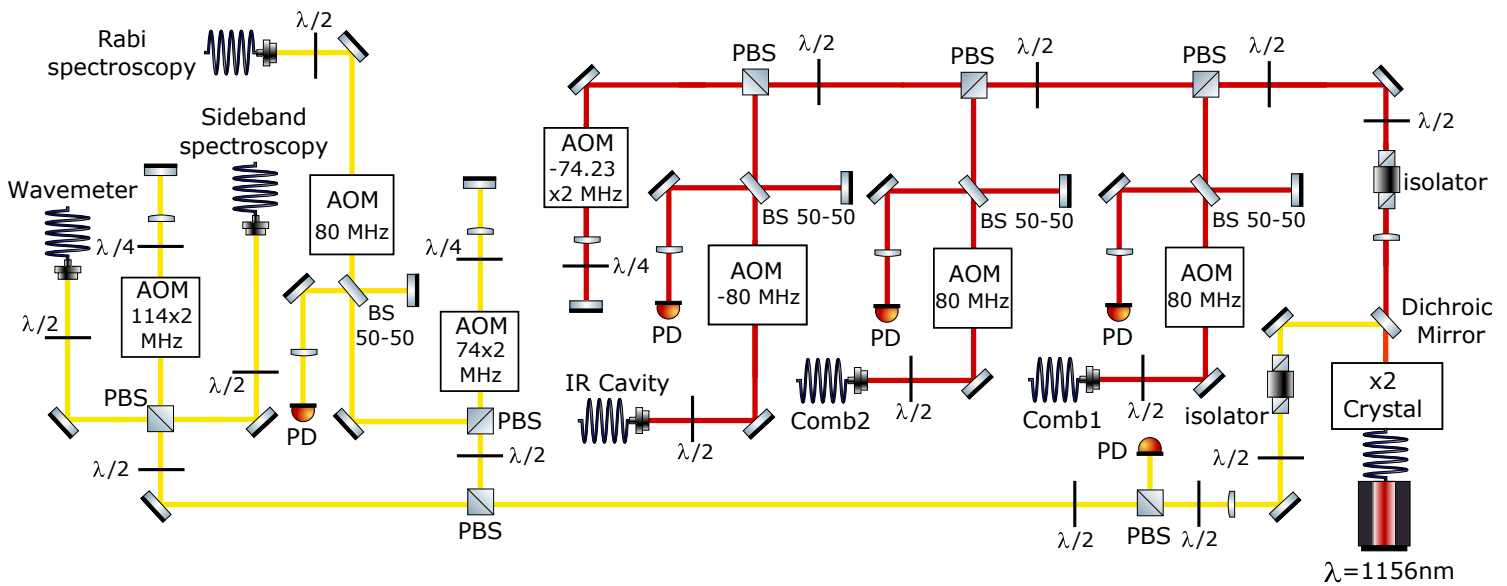 Rabi
spectroscopy
λ/2
Sideband
spectroscopy
Wavemeter
λ/4
AOM
114x2
MHz
λ/2
λ/2
PBS
λ/2
AOM
80 MHz
BS
50-50
PD
λ/4
AOM
74x2
MHz
PBS
λ/2
PBS
AOM
-74.23
x2 MHz
λ/4
PBS
λ/2
BS 50-50
AOM
-80 MHz
PD
IR Cavity
λ/2
PBS
λ/2
BS 50-50
AOM
80 MHz
PD
Comb2
λ/2
PBS
λ/2
BS 50-50
AOM
80 MHz
PD
Comb1
λ/2
λ/2
isolator
Dichroic
Mirror
x2
Crystal
isolator
λ/2
PD
λ/2
PBS
λ/2
λ=1156nm